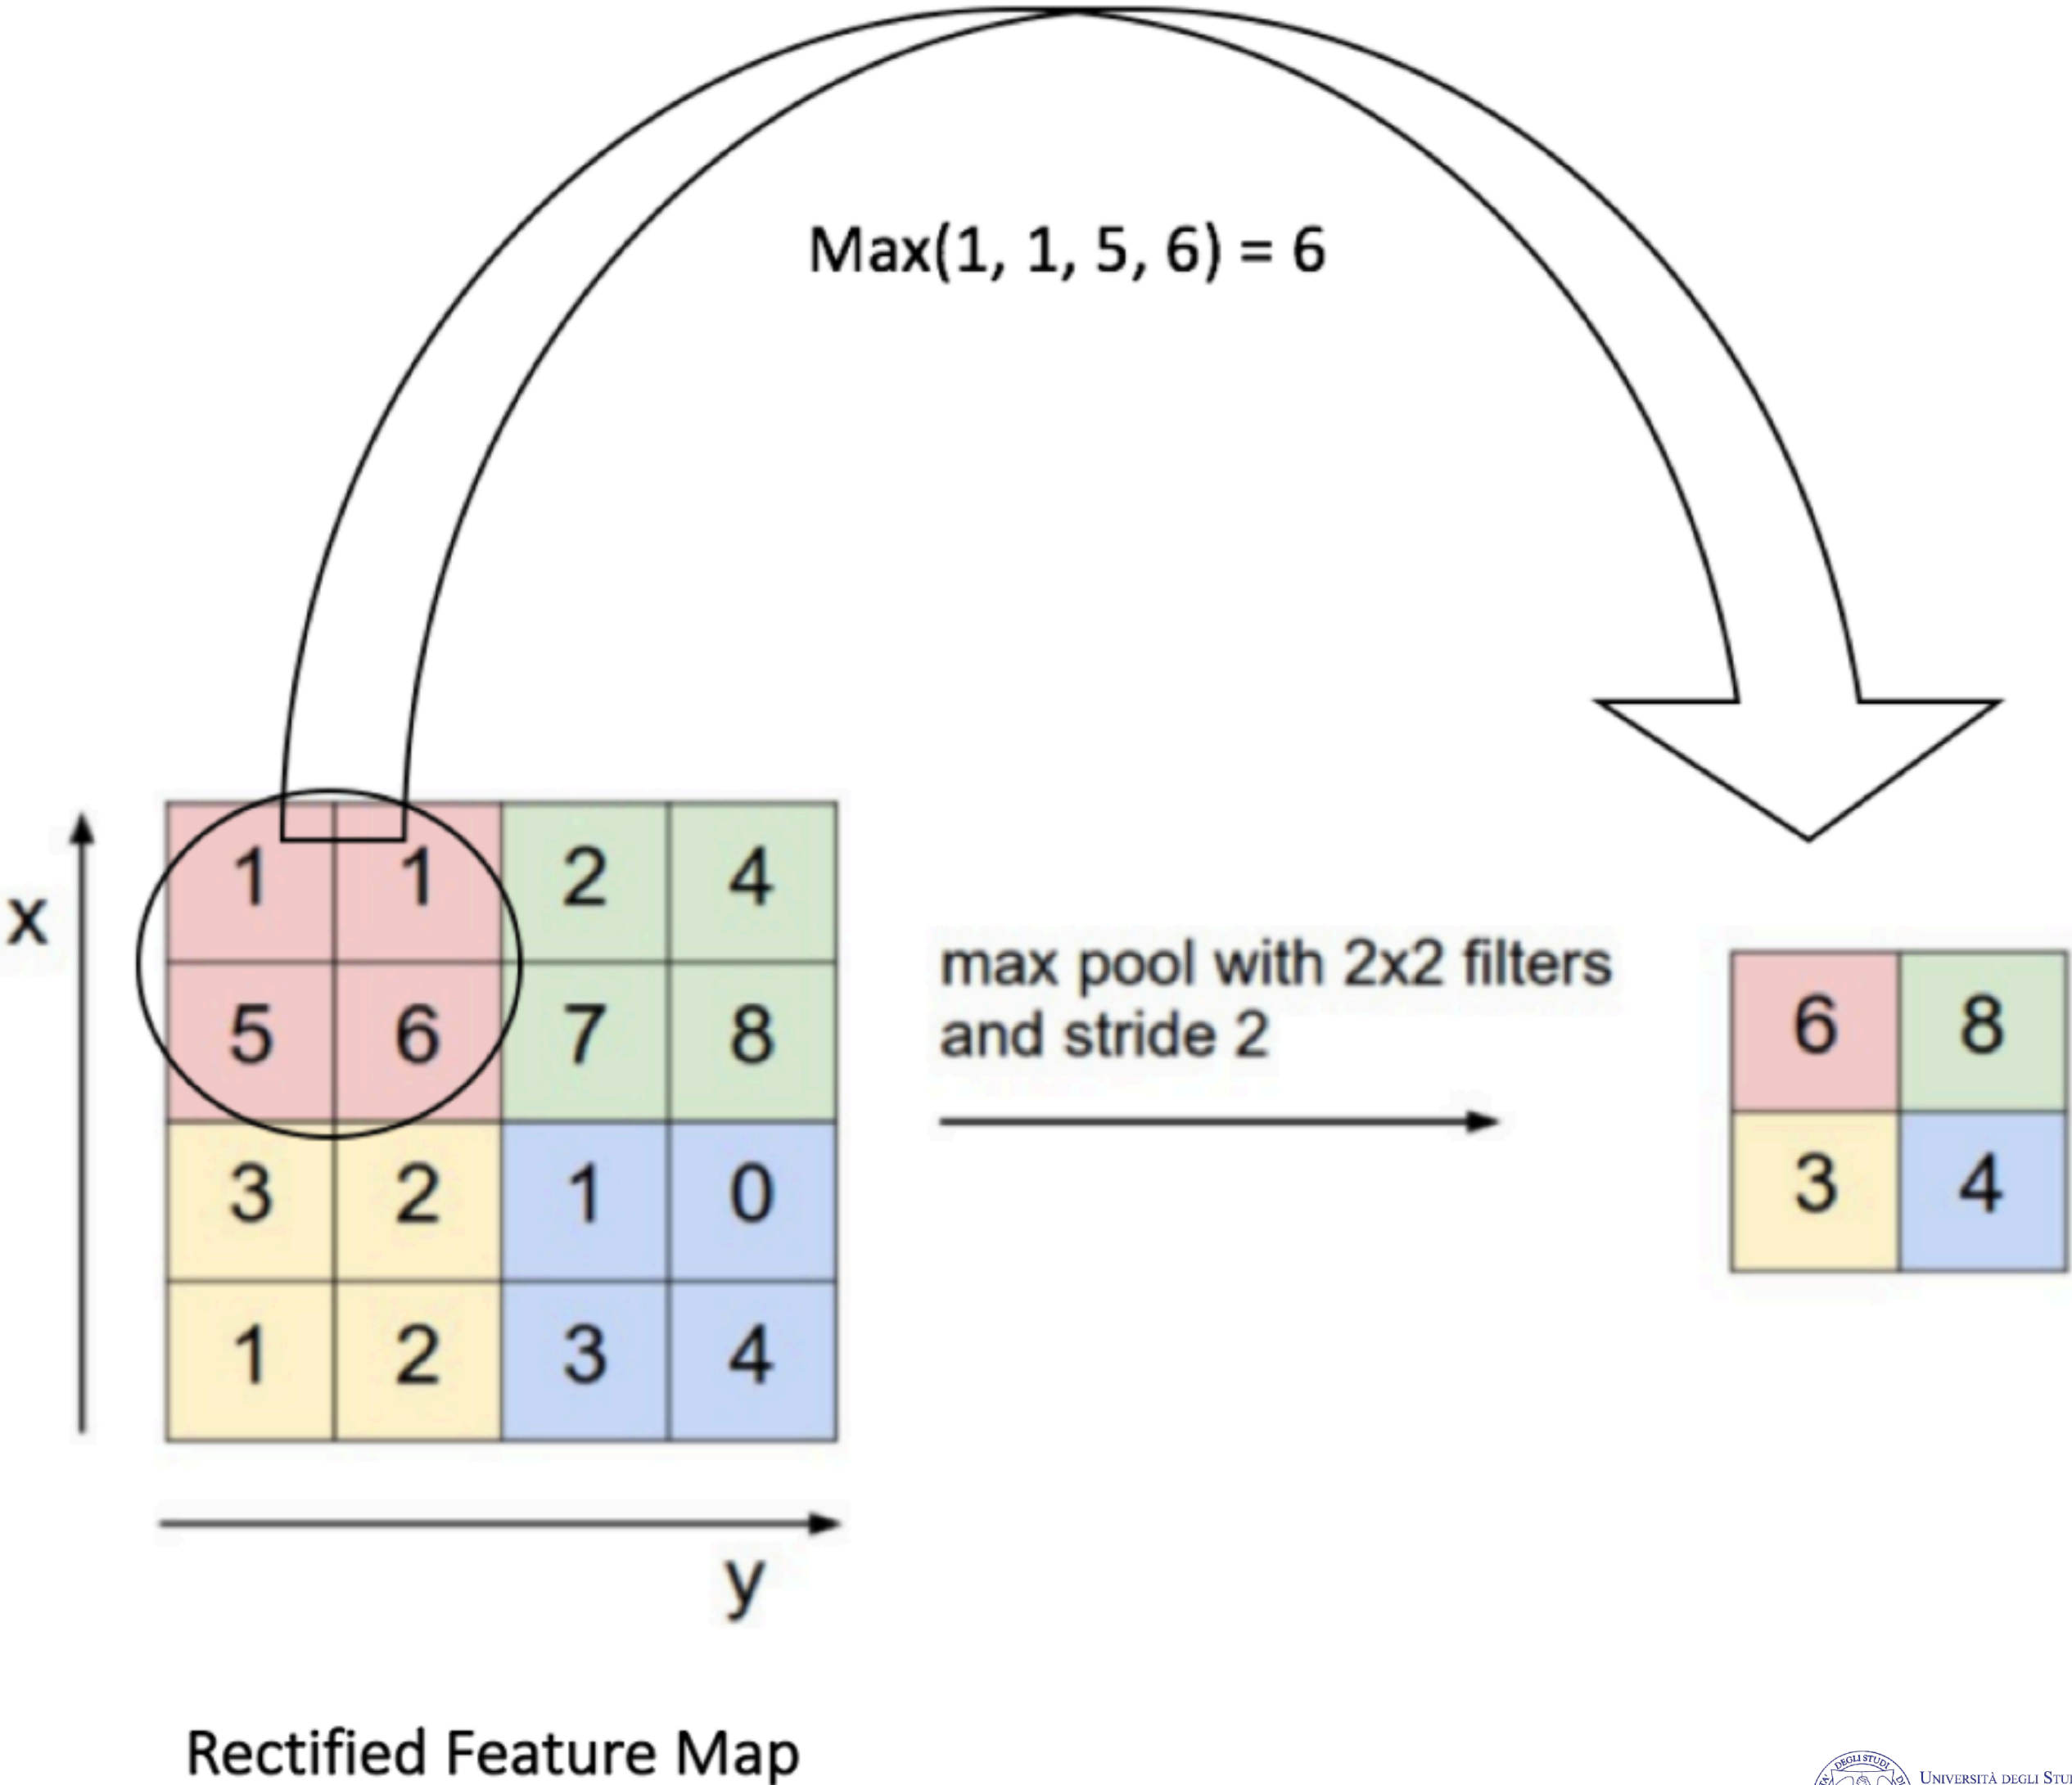 Max(1, 1, 5, 6) = 6
x
1 1 2 4
5 6 7 8
3 2 1 0
1 2 3 4
y
max pool with 2x2 filters
and stride 2
6 8
3 4
Rectified Feature Map
DEGLI STUDI
UNIVERSITÀ DEGLI